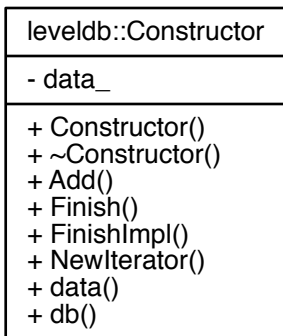 leveldb::Constructor
- data_
+ Constructor()
+ ~Constructor()
+ Add()
+ Finish()
+ FinishImpl()
+ NewIterator()
+ data()
+ db()